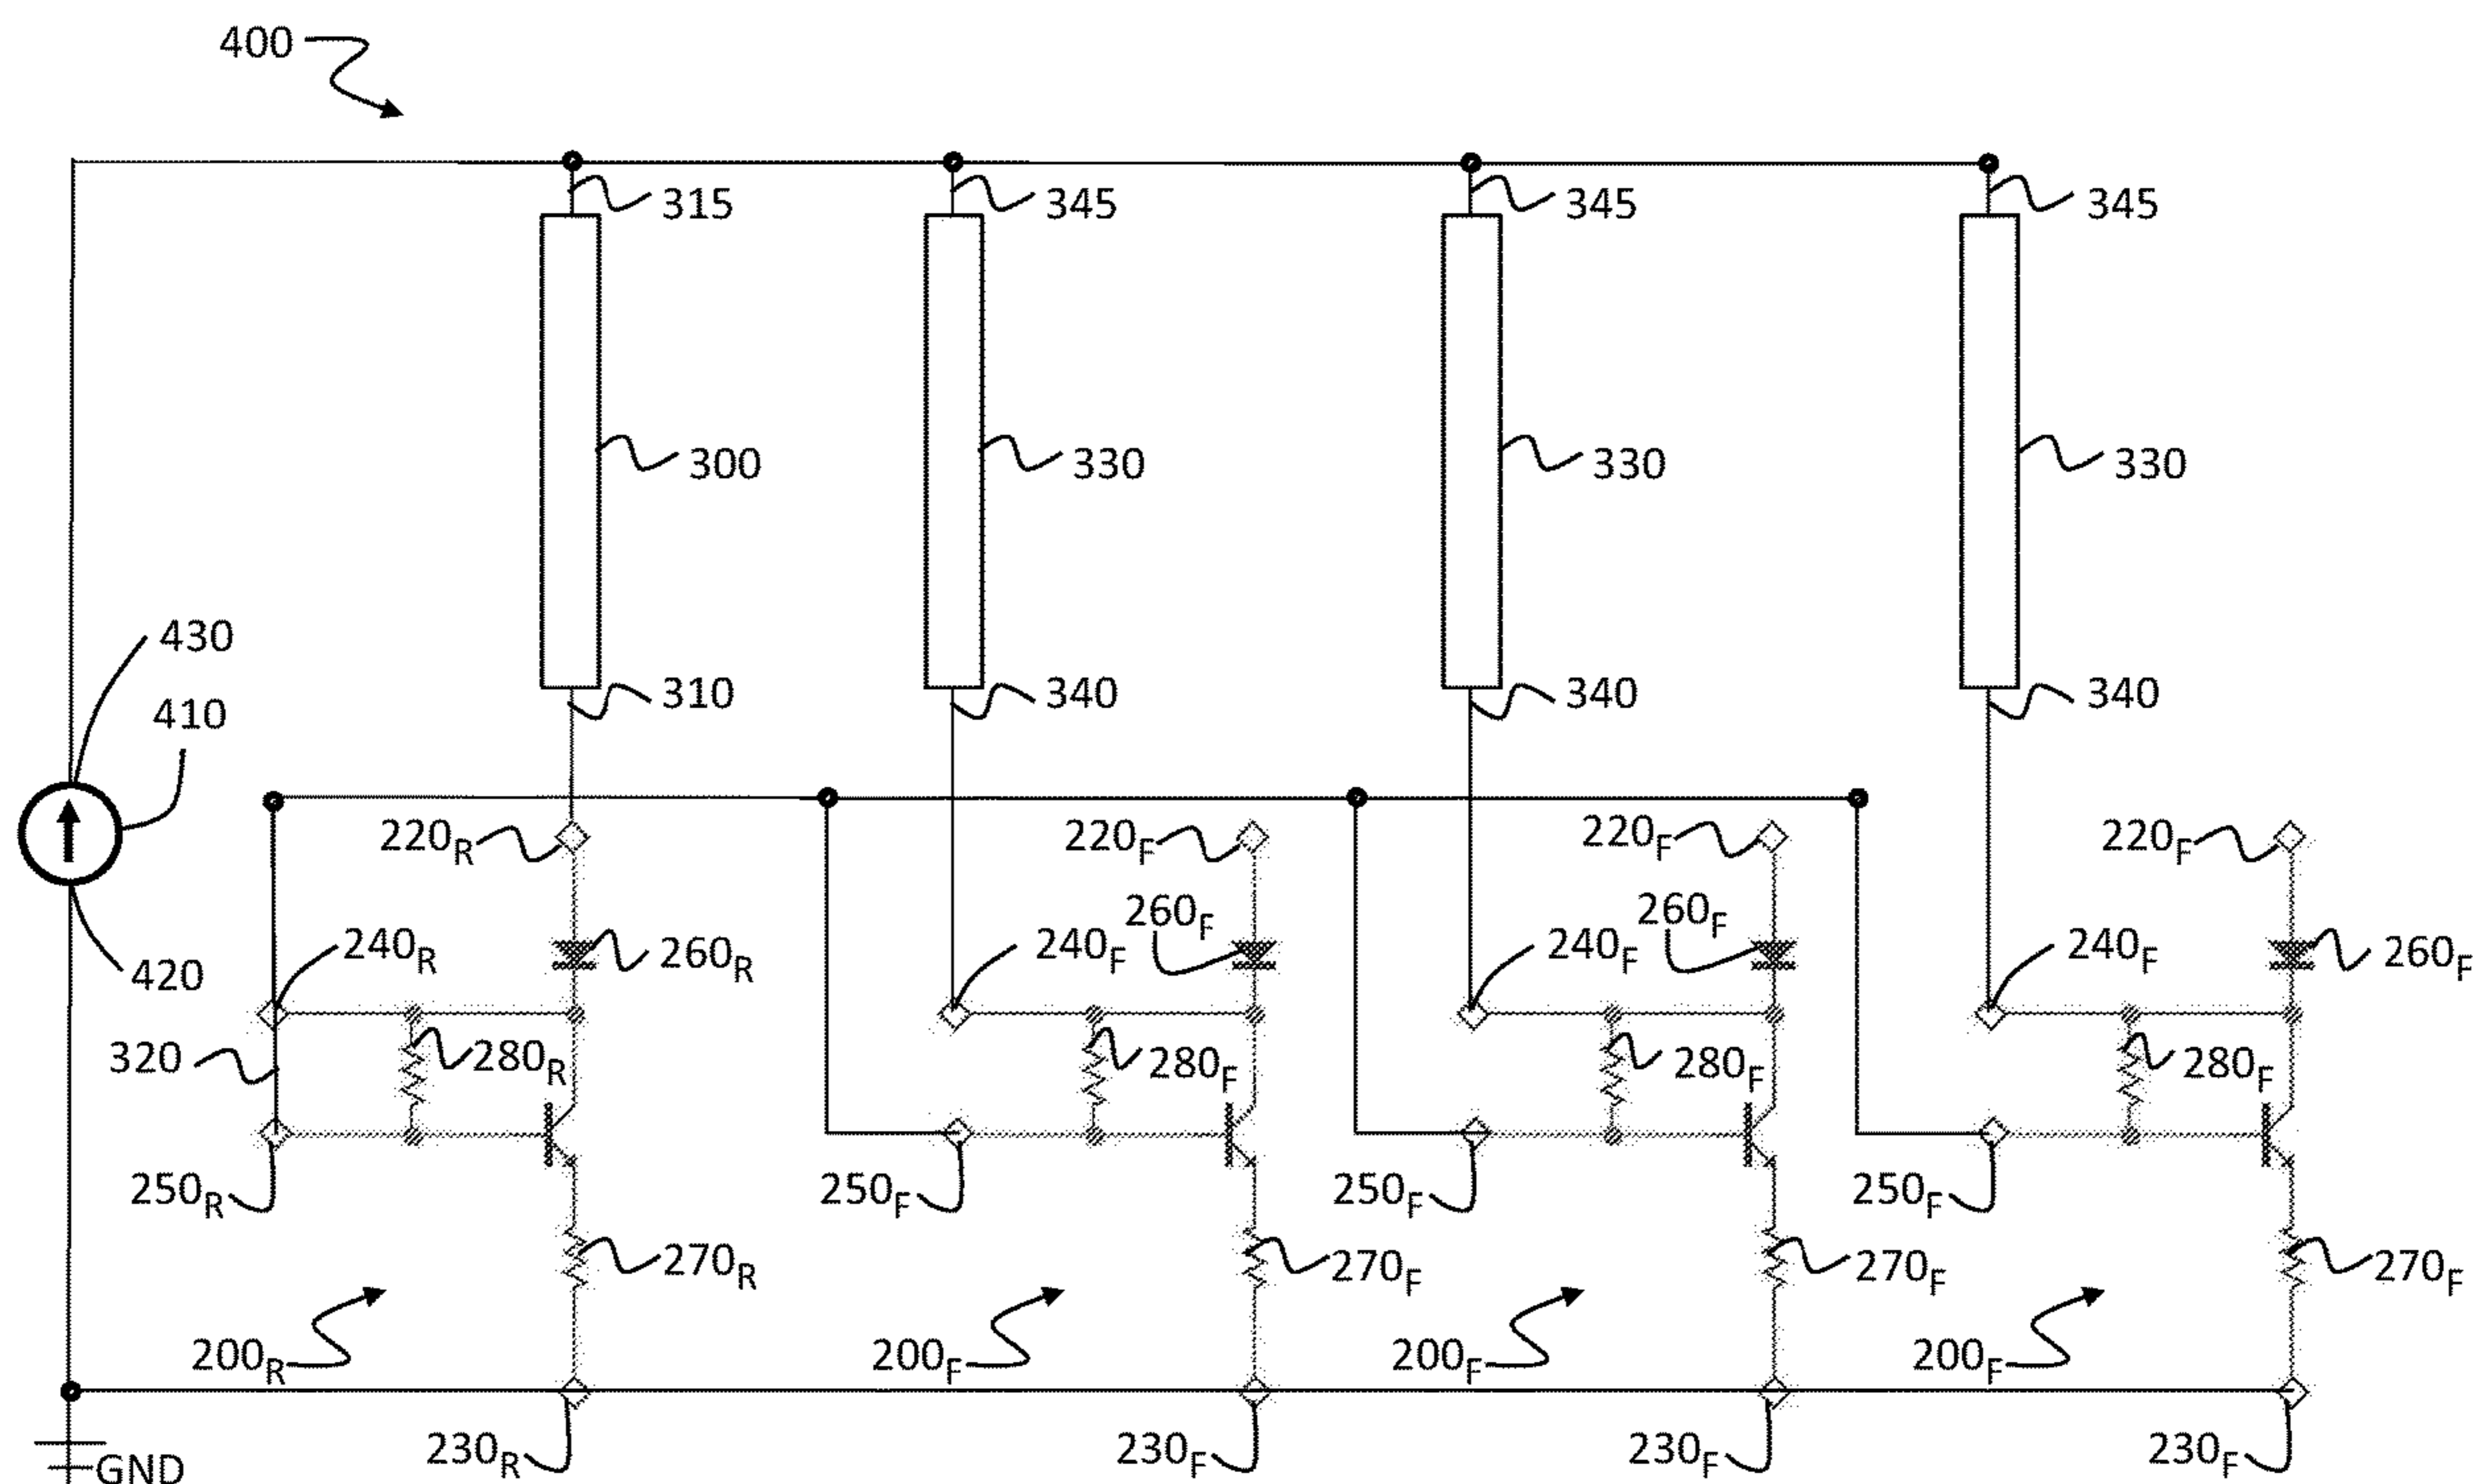 400
315 345 345 345
300 330 330 330
430
310 340 340 340
410
220R 220F 220F 220F
260F 260F
240R 260R 240F 240F 240F 260F
420
320 280R 280F 280F 280F
250R 250F 250F 250F
270R 270F 270F 270F
200R 200F 200F 200F
230R 230F 230F 230F
GND